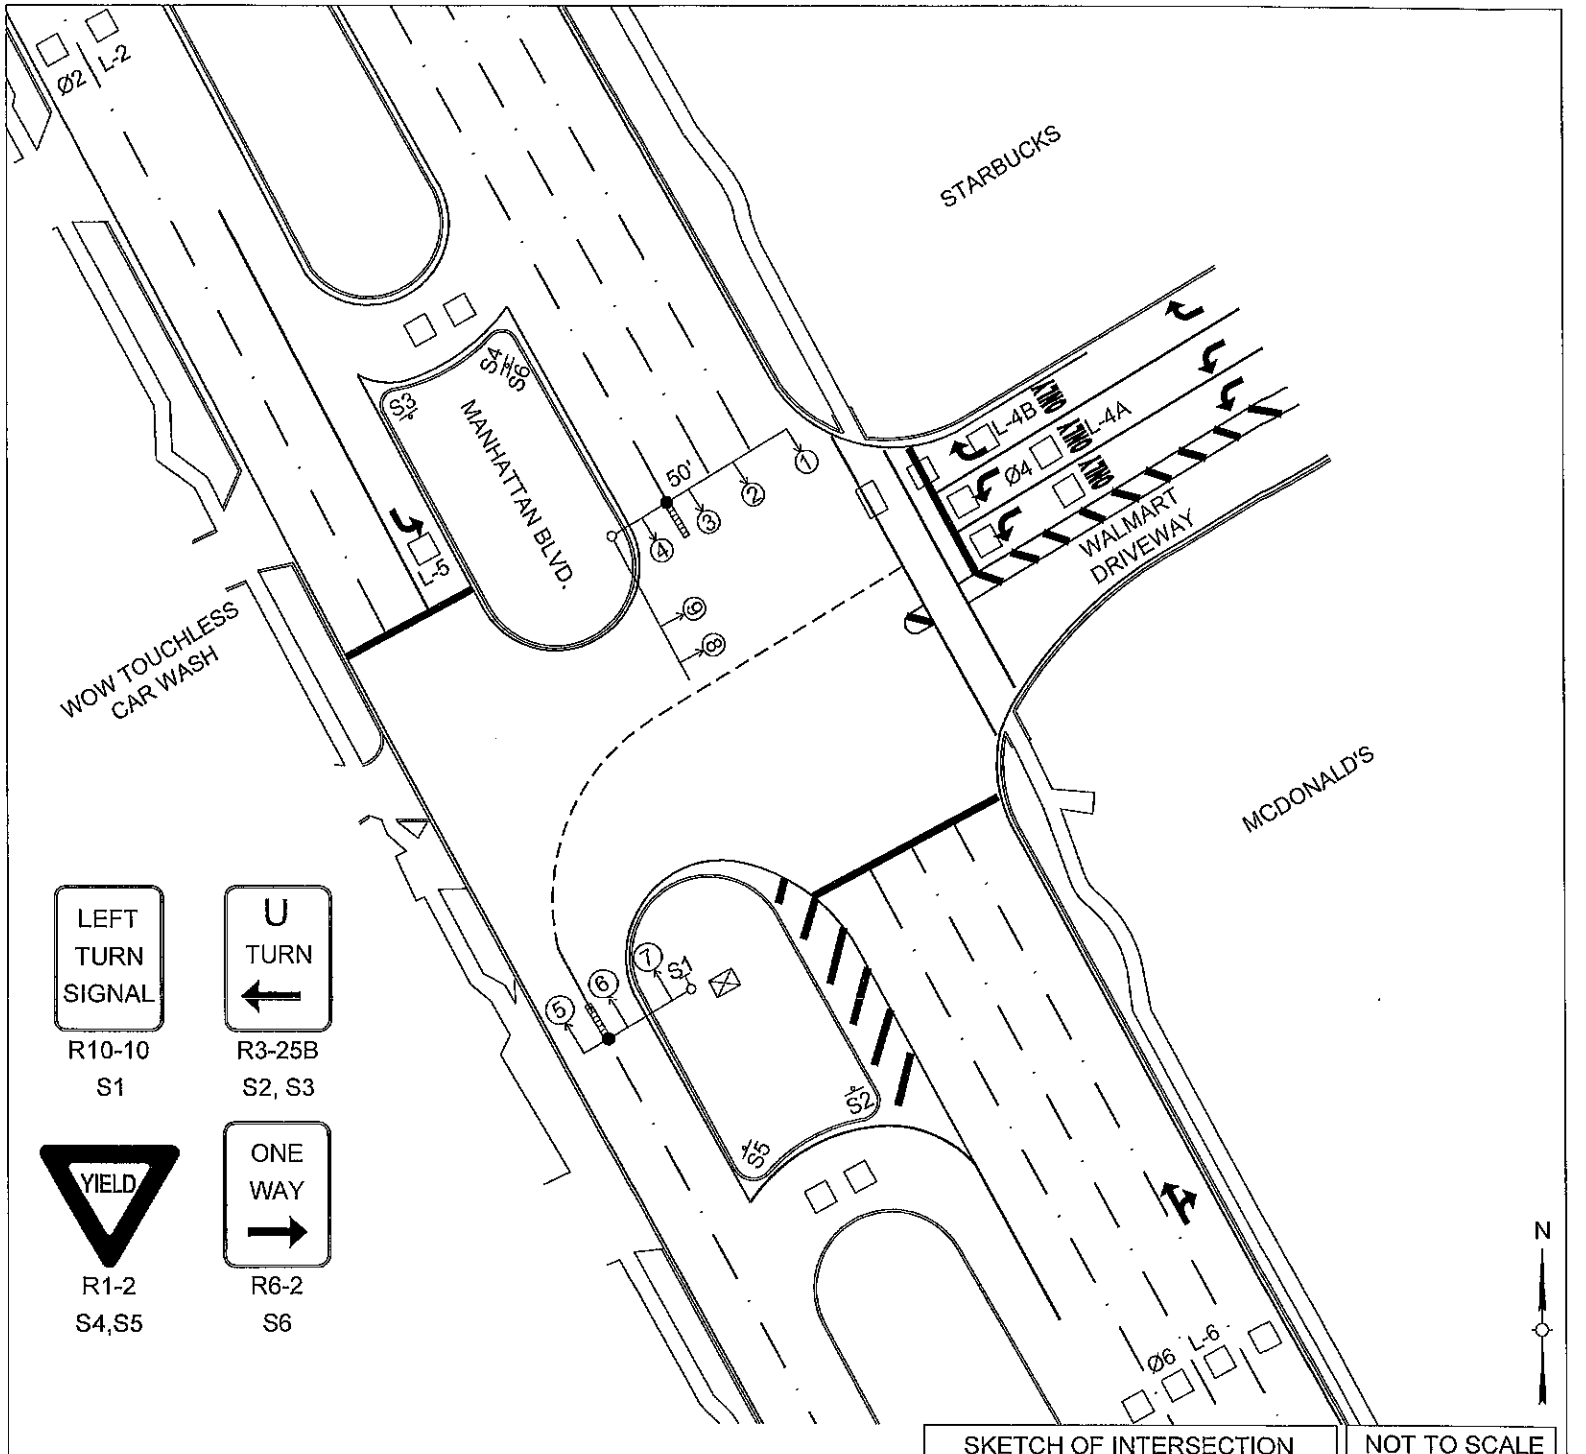 Ø2
L-2
STARBUCKS
S4
S6
S3
MANHATTAN BLVD.
50'
1
2
3
4
9
8
L-5
L-4B
ONLY
L-4A
Ø4
ONLY
ONLY
WALMART
DRIVEWAY
WOW TOUCHLESS
CAR WASH
MCDONALD'S
LEFT
TURN
SIGNAL
R10-10
S1
U
TURN
R3-25B
S2, S3
YIELD
R1-2
S4,S5
ONE
WAY
R6-2
S6
5
6
7
S1
S2
S5
Ø6
L-6
N
SKETCH OF INTERSECTION
NOT TO SCALE